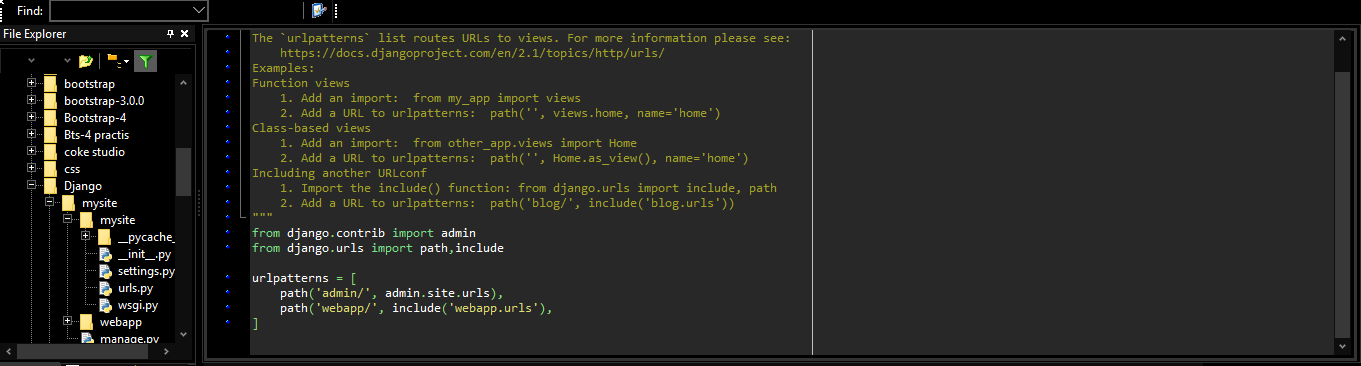 Find:
File Explorer
bootstrap
bootstrap-3.0.0
Bootstrap-4
Bts-4 practis
coke studio
css
Django
mysite
mysite
__pycache_
__init__.py
settings.py
urls.py
wsgi.py
webapp
manage.py
The `urlpatterns` list routes URLs to views. For more information please see:
    https://docs.djangoproject.com/en/2.1/topics/http/urls/
Examples:
Function views
    1. Add an import:  from my_app import views
    2. Add a URL to urlpatterns:  path('', views.home, name='home')
Class-based views
    1. Add an import:  from other_app.views import Home
    2. Add a URL to urlpatterns:  path('', Home.as_view(), name='home')
Including another URLconf
    1. Import the include() function: from django.urls import include, path
    2. Add a URL to urlpatterns:  path('blog/', include('blog.urls'))
"""
from django.contrib import admin
from django.urls import path,include
urlpatterns = [
    path('admin/', admin.site.urls),
    path('webapp/', include('webapp.urls'),
]